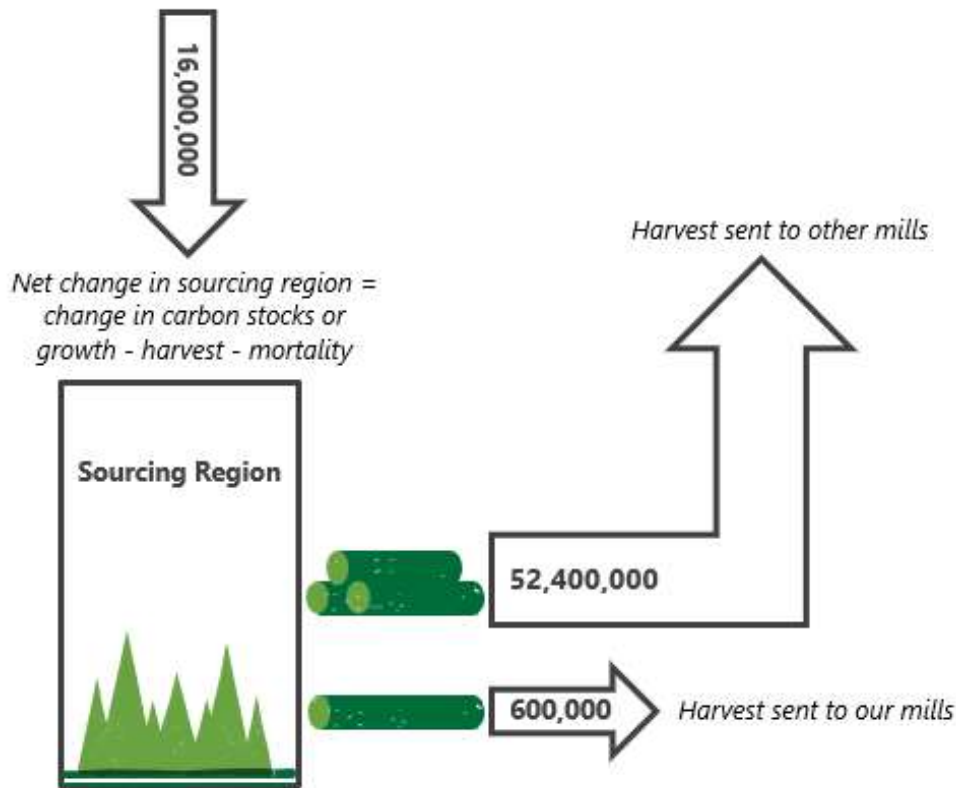 16,000,000
Net change in sourcing region =
change in carbon stocks or
growth - harvest - mortality
Sourcing Region
Harvest sent to other mills
52,400,000
600,000
Harvest sent to our mills